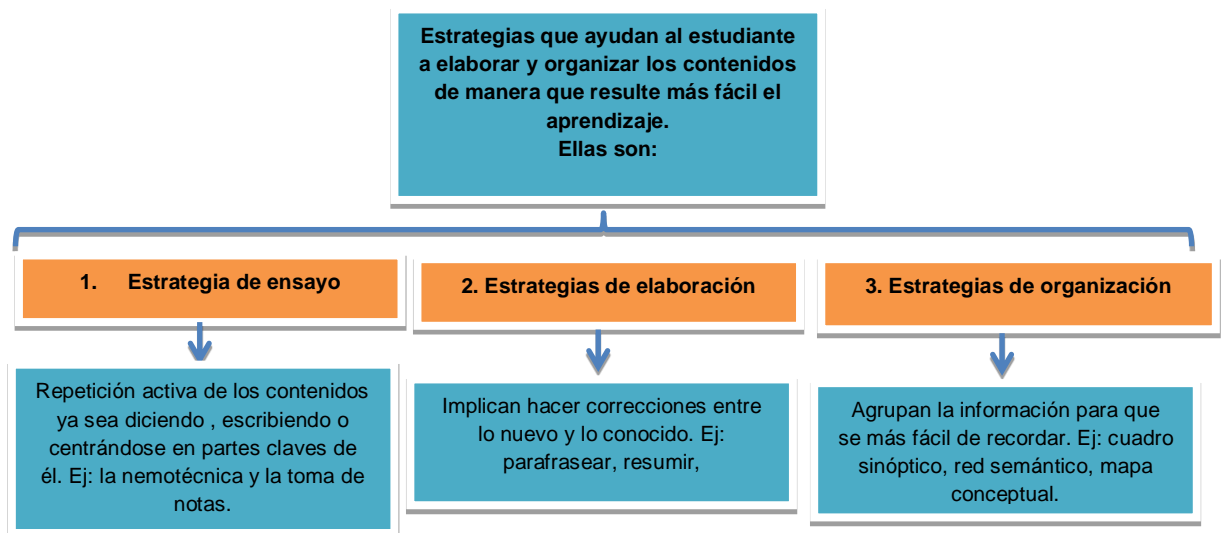 Estrategias que ayudan al estudiante
a elaborar y organizar los contenidos
de manera que resulte más fácil el
aprendizaje.
Ellas son:
1. Estrategia de ensayo
2. Estrategias de elaboración
3. Estrategias de organización
Repetición activa de los contenidos
ya sea diciendo , escribiendo o
centrándose en partes claves de
él. Ej: la nemotécnica y la toma de
notas.
Implican hacer correcciones entre
lo nuevo y lo conocido. Ej:
parafrasear, resumir,
Agrupan la información para que
se más fácil de recordar. Ej: cuadro
sinóptico, red semántico, mapa
conceptual.